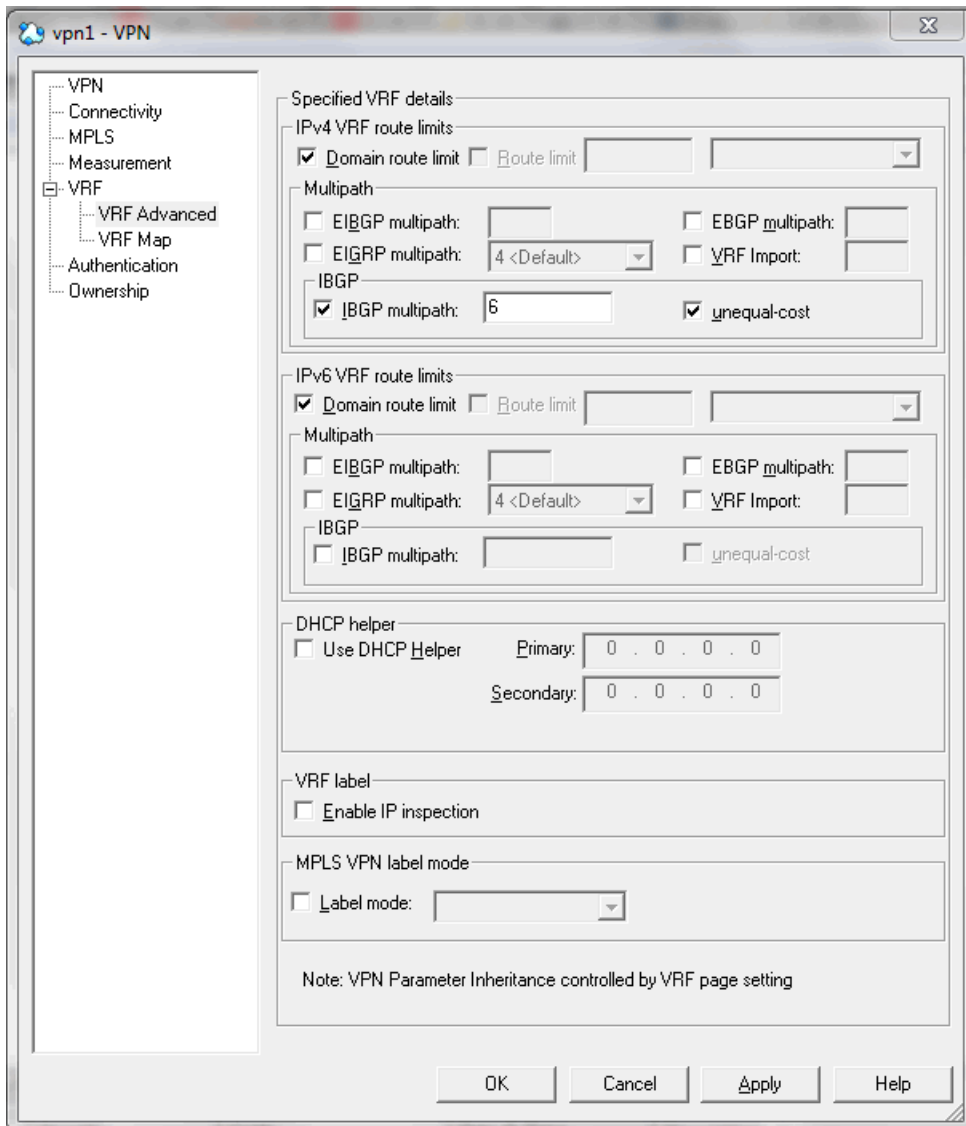 vpn1 - VPN
VPN
Connectivity
MPLS
Measurement
VRF
VRF Advanced
VRF Map
Authentication
Ownership
Specified VRF details
IPv4 VRF route limits
Domain route limit Route limit
Multipath
EIBGP multipath: EBGP multipath:
EIGRP multipath: 4 <Default> VRF Import:
IBGP
IBGP multipath: 6 unequal-cost
IPv6 VRF route limits
Domain route limit Route limit
Multipath
EIBGP multipath: EBGP multipath:
EIGRP multipath: 4 <Default> VRF Import:
IBGP
IBGP multipath: unequal-cost
DHCP helper
Use DHCP Helper Primary: 0 . 0 . 0 . 0
Secondary: 0 . 0 . 0 . 0
VRF label
Enable IP inspection
MPLS VPN label mode
Label mode:
Note: VPN Parameter Inheritance controlled by VRF page setting
OK Cancel Apply Help